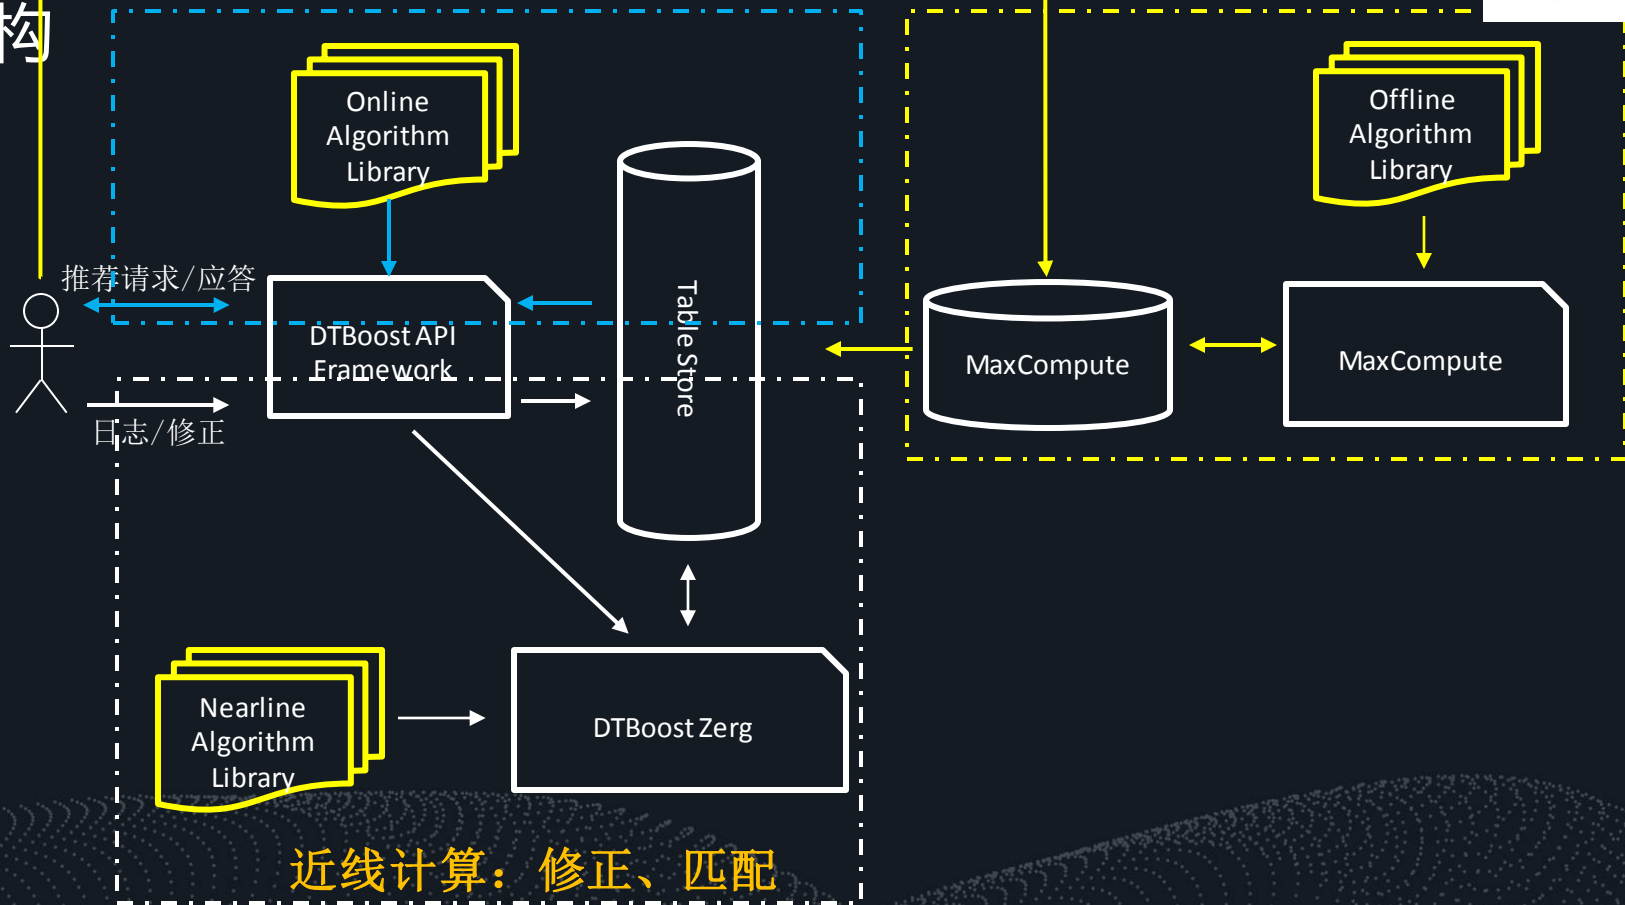 构
Online
Algorithm
Library
Offline
Algorithm
Library
推荐请求/应答
DTBoost API
Framework
Table Store
MaxCompute
MaxCompute
日志/修正
Nearline
Algorithm
Library
DTBoost Zerg
近线计算：修正、匹配